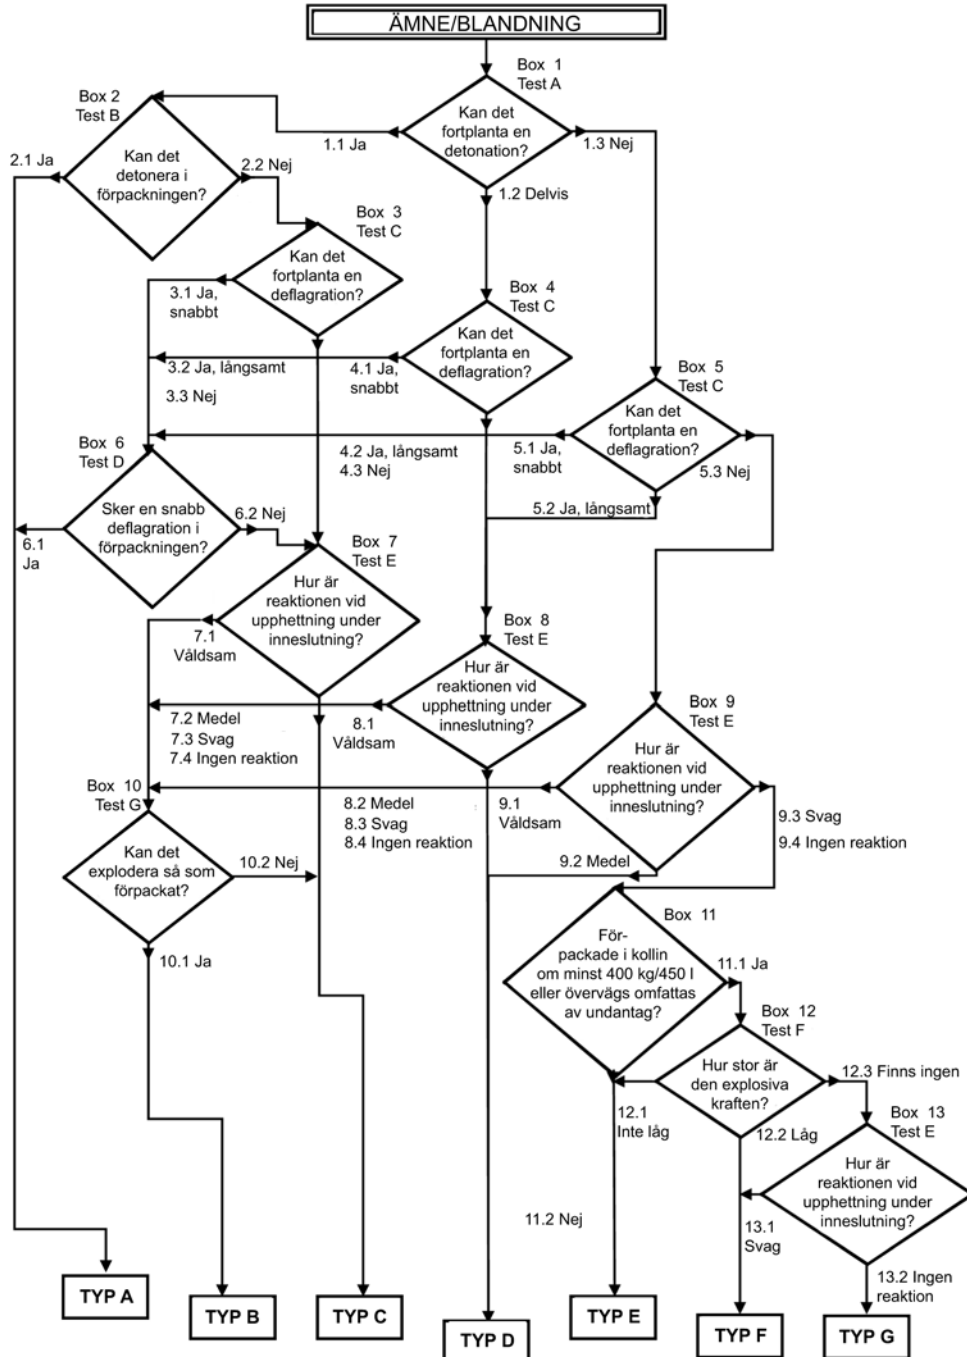 ÄMNE/BLANDNING
Box 1
Test A
Kan det
fortplanta en
detonation?
1.1 Ja
1.3 Nej
1.2 Delvis
Box 2
Test B
Kan det
detonera i
förpackningen?
2.1 Ja
2.2 Nej
Box 3
Test C
Kan det
fortplanta en
deflagration?
3.1 Ja,
snabbt
3.2 Ja, långsamt
3.3 Nej
Box 4
Test C
Kan det
fortplanta en
deflagration?
4.1 Ja,
snabbt
4.2 Ja, långsamt
4.3 Nej
Box 5
Test C
Kan det
fortplanta en
deflagration?
5.1 Ja,
snabbt
5.3 Nej
5.2 Ja, långsamt
Box 6
Test D
Sker en snabb
deflagration i
förpackningen?
6.1
Ja
6.2 Nej
Box 7
Test E
Hur är
reaktionen vid
upphettning under
inneslutning?
7.1
Våldsam
7.2 Medel
7.3 Svag
7.4 Ingen reaktion
Box 8
Test E
Hur är
reaktionen vid
upphettning under
inneslutning?
8.1
Våldsam
8.2 Medel
8.3 Svag
8.4 Ingen reaktion
Box 9
Test E
Hur är
reaktionen vid
upphettning under
inneslutning?
9.1
Våldsam
9.2 Medel
9.3 Svag
9.4 Ingen reaktion
Box 10
Test G
Kan det
explodera så som
förpackat?
10.2 Nej
10.1 Ja
Box 11
För-
packade i kollin
om minst 400 kg/450 l
eller övervägs omfattas
av undantag?
11.1 Ja
11.2 Nej
Box 12
Test F
Hur stor är
den explosiva
kraften?
12.1
Inte låg
12.2 Låg
12.3 Finns ingen
Box 13
Test E
Hur är
reaktionen vid
upphettning under
inneslutning?
13.1
Svag
13.2 Ingen
reaktion
TYP A
TYP B
TYP C
TYP D
TYP E
TYP F
TYP G